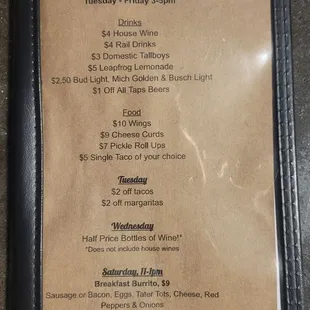 Tuesday - Friday 3-5pm
Drinks
$4 House Wine
$4 Rail Drinks
$3 Domestic Tallboys
$5 Leapfrog Lemonade
$2.50 Bud Light, Mich Golden & Busch Light
$1 Off All Taps Beers
Food
$10 Wings
$9 Cheese Curds
$7 Pickle Roll Ups
$5 Single Taco of your choice
Tuesday
$2 off tacos
$2 off margaritas
Wednesday
Half Price Bottles of Wine!*
*Does not include house wines
Saturday, 11-1pm
Breakfast Burrito, $9
Sausage or Bacon, Eggs, Tater Tots, Cheese, Red
Peppers & Onions